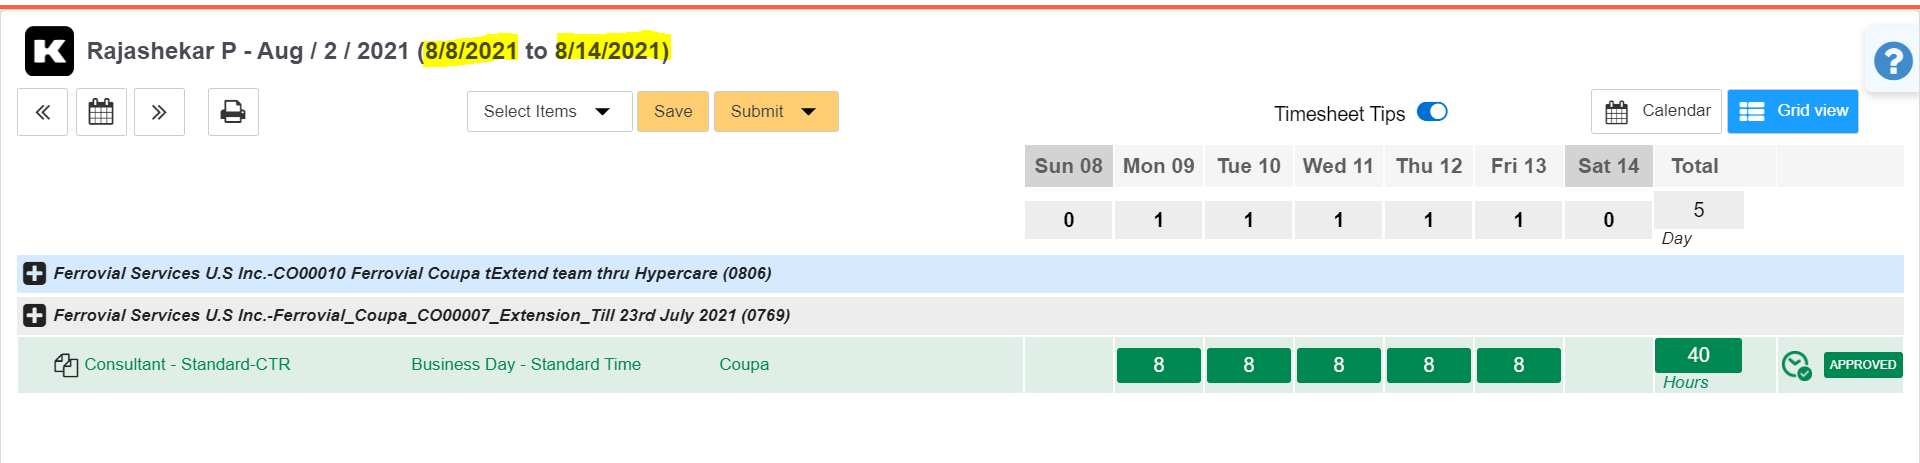 K Rajashekar P - Aug / 2 / 2021 (8/8/2021 to 8/14/2021)
Select Items Save Submit Timesheet Tips Calendar Grid view ?
Sun 08 Mon 09 Tue 10 Wed 11 Thu 12 Fri 13 Sat 14 Total
0 1 1 1 1 1 0 5
Day
Ferrovial Services U.S Inc.-CO00010 Ferrovial Coupa tExtend team thru Hypercare (0806)
Ferrovial Services U.S Inc.-Ferrovial_Coupa_CO00007_Extension_Till 23rd July 2021 (0769)
Consultant - Standard-CTR Business Day - Standard Time Coupa 8 8 8 8 8 40 APPROVED
Hours